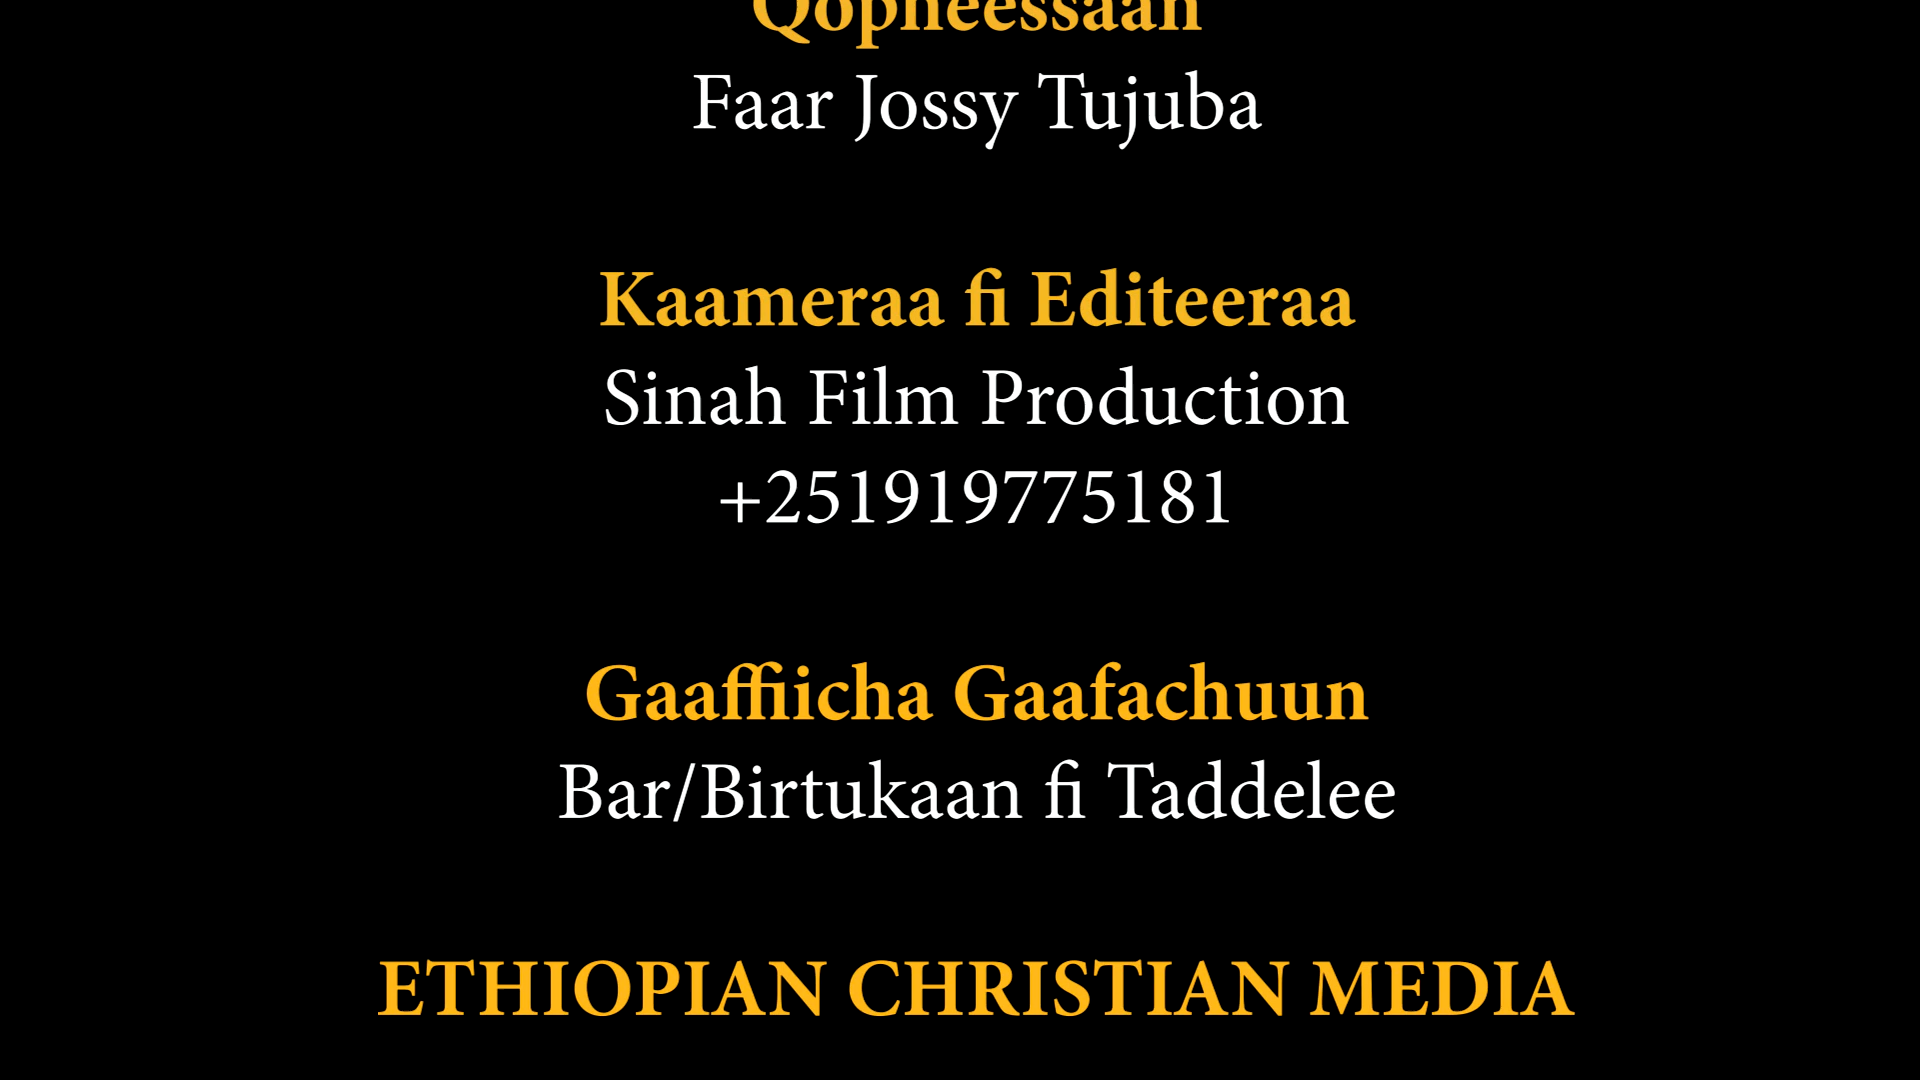 Qopheessaan
Faar Jossy Tujuba
Kaameraa fi Editeeraa
Sinah Film Production
+251919775181
Gaaffiicha Gaafachuun
Bar/Birtukaan fi Taddelee
ETHIOPIAN CHRISTIAN MEDIA